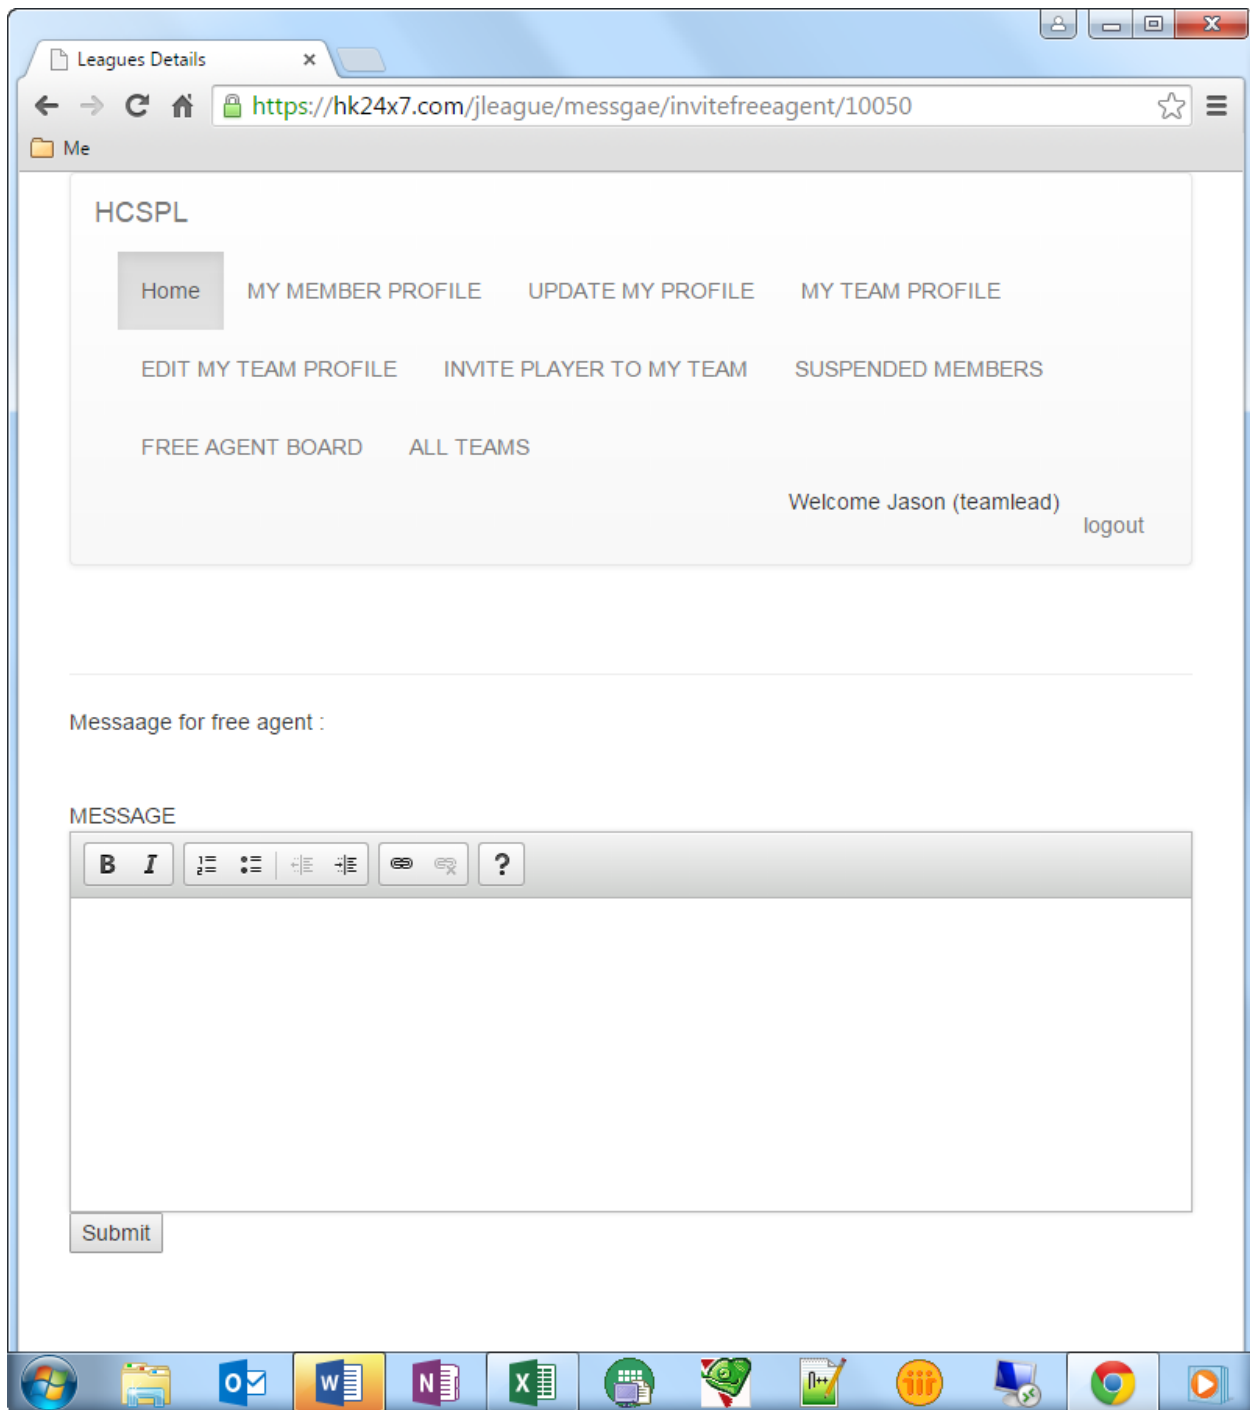 Leagues Details
https://hk24x7.com/jleague/messgae/invitefreeagent/10050
Me
HCSPL
Home MY MEMBER PROFILE UPDATE MY PROFILE MY TEAM PROFILE
EDIT MY TEAM PROFILE INVITE PLAYER TO MY TEAM SUSPENDED MEMBERS
FREE AGENT BOARD ALL TEAMS
Welcome Jason (teamlead)
logout
Messaage for free agent :
MESSAGE
B I ?
Submit